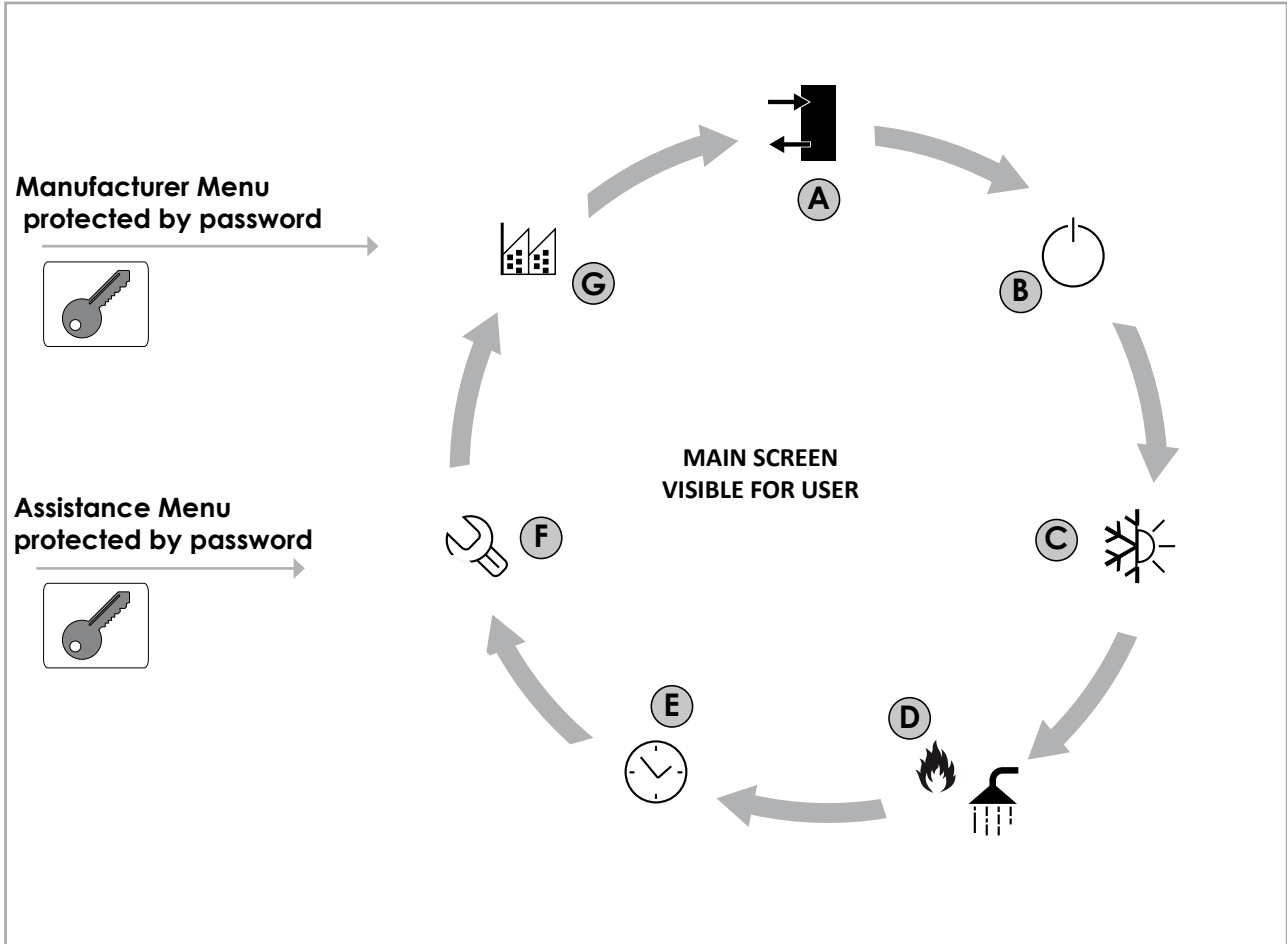 A
Manufacturer Menu
protected by password
G
B
MAIN SCREEN
VISIBLE FOR USER
Assistance Menu
protected by password
F
C
E
D